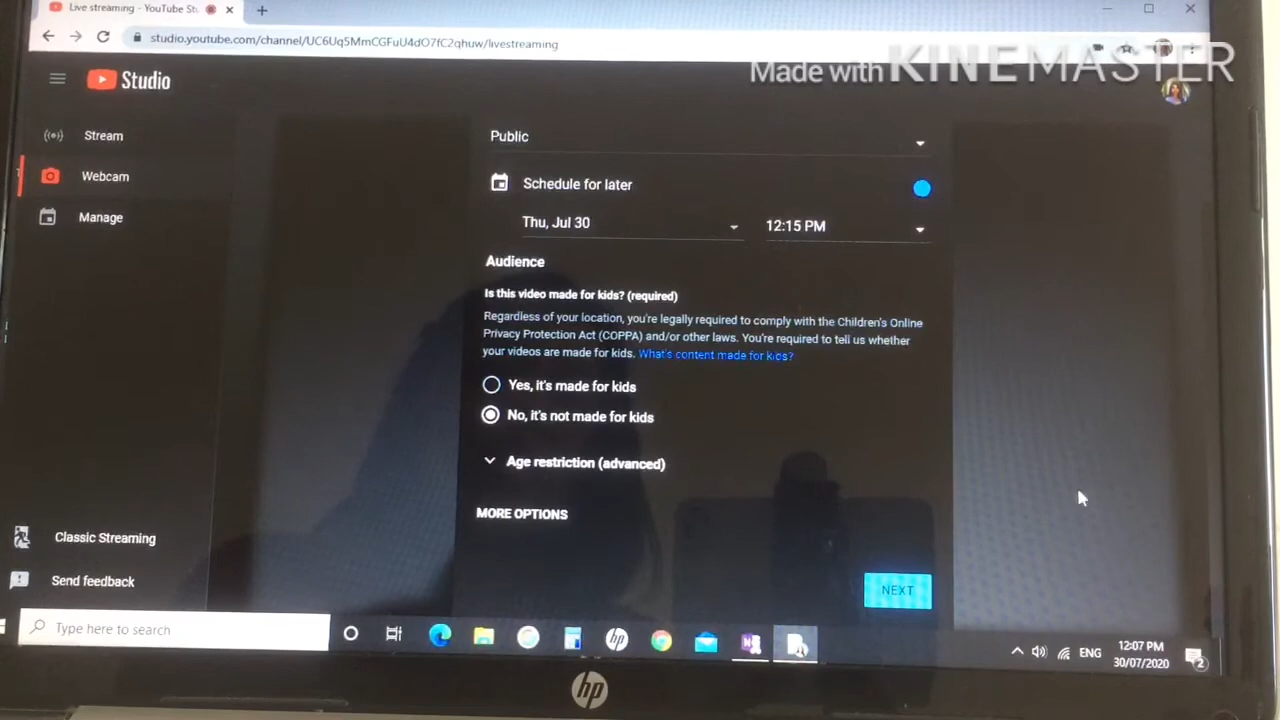 Live streaming - YouTube St
studio.youtube.com/channel/UC6Uq5MmCGFuU4dO7fC2qhuw/livestreaming
Made with KINEMASTER
Studio
Stream
Webcam
Manage
Classic Streaming
Send feedback
Public
Schedule for later
Thu, Jul 30
12:15 PM
Audience
Is this video made for kids? (required)
Regardless of your location, you're legally required to comply with the Children's Online
Privacy Protection Act (COPPA) and/or other laws. You're required to tell us whether
your videos are made for kids. What's content made for kids?
Yes, it's made for kids
No, it's not made for kids
Age restriction (advanced)
MORE OPTIONS
NEXT
Type here to search
hp
ENG
12:07 PM
30/07/2020
2
hp